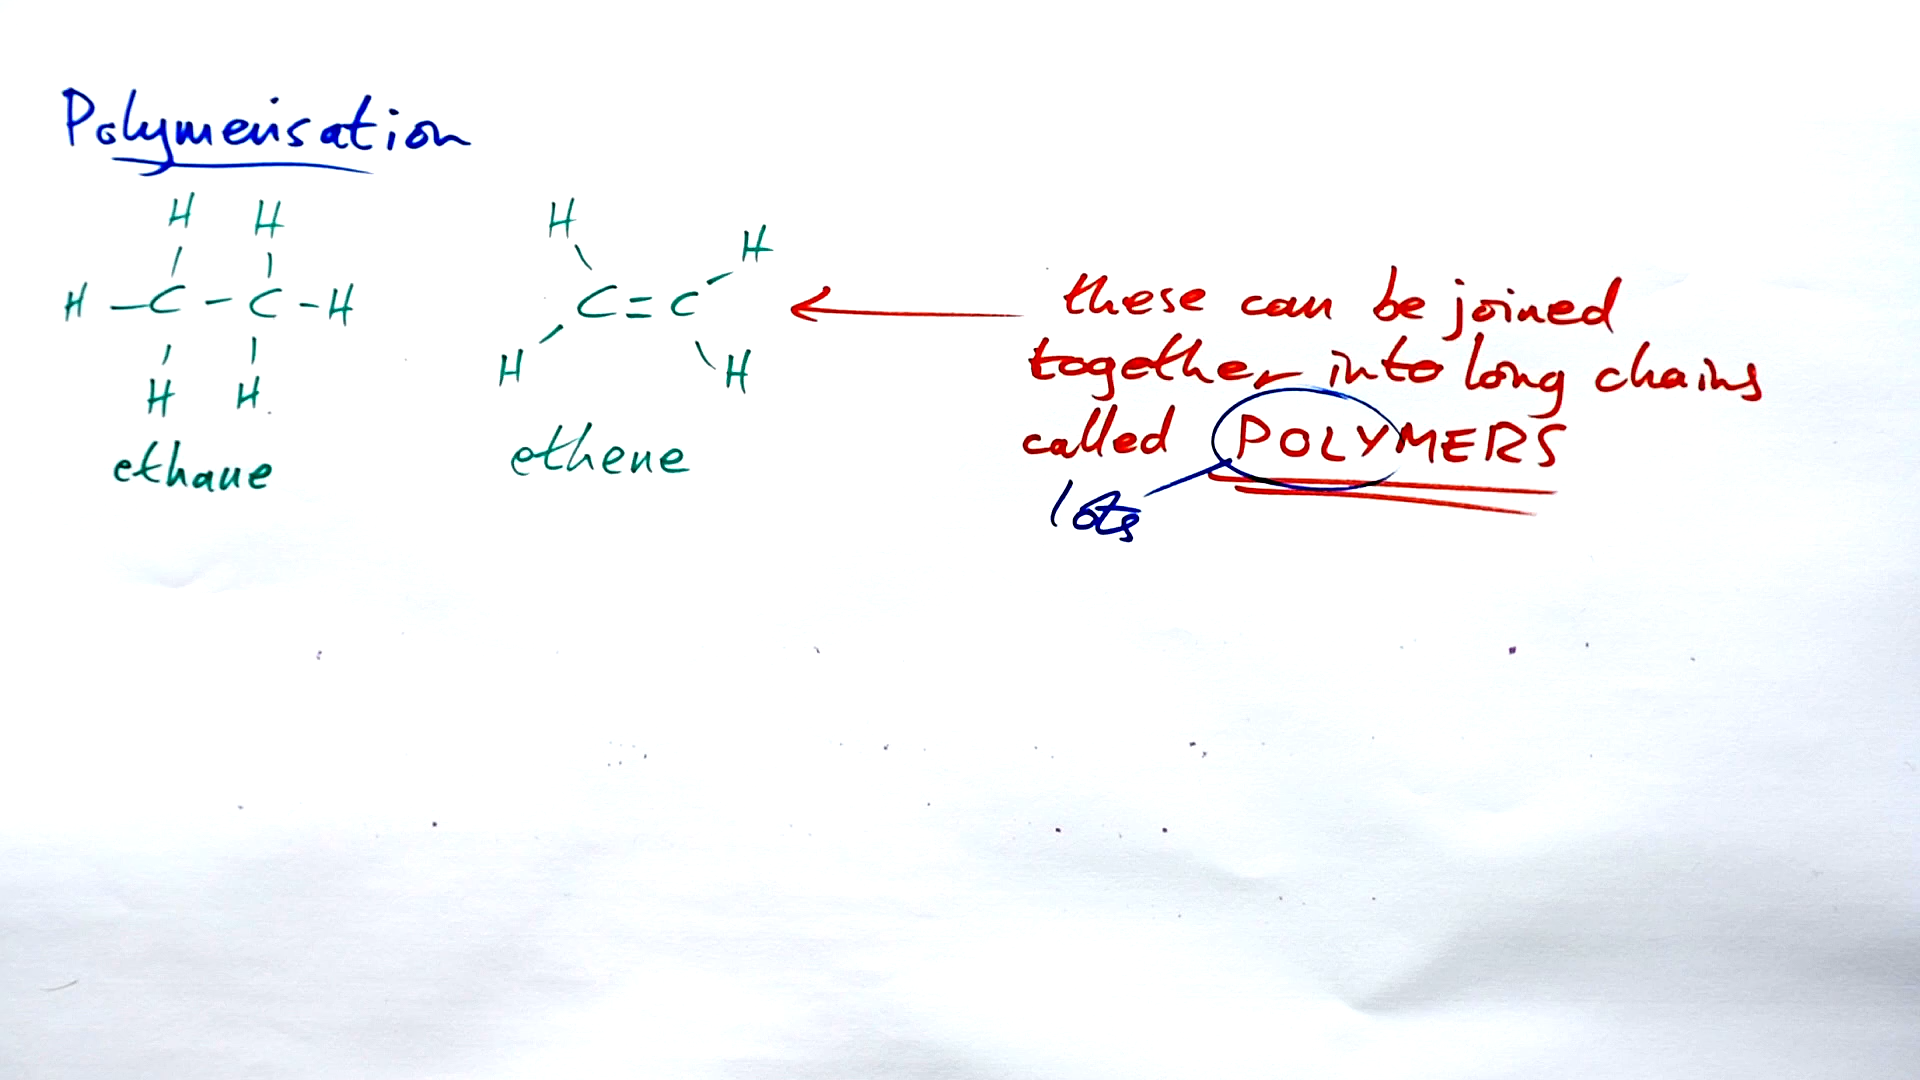 Polymerisation
H H H
H
H – C – C – H C = C
H H H H
ethane ethene
these can be joined
together into long chains
called POLYMERS
lots